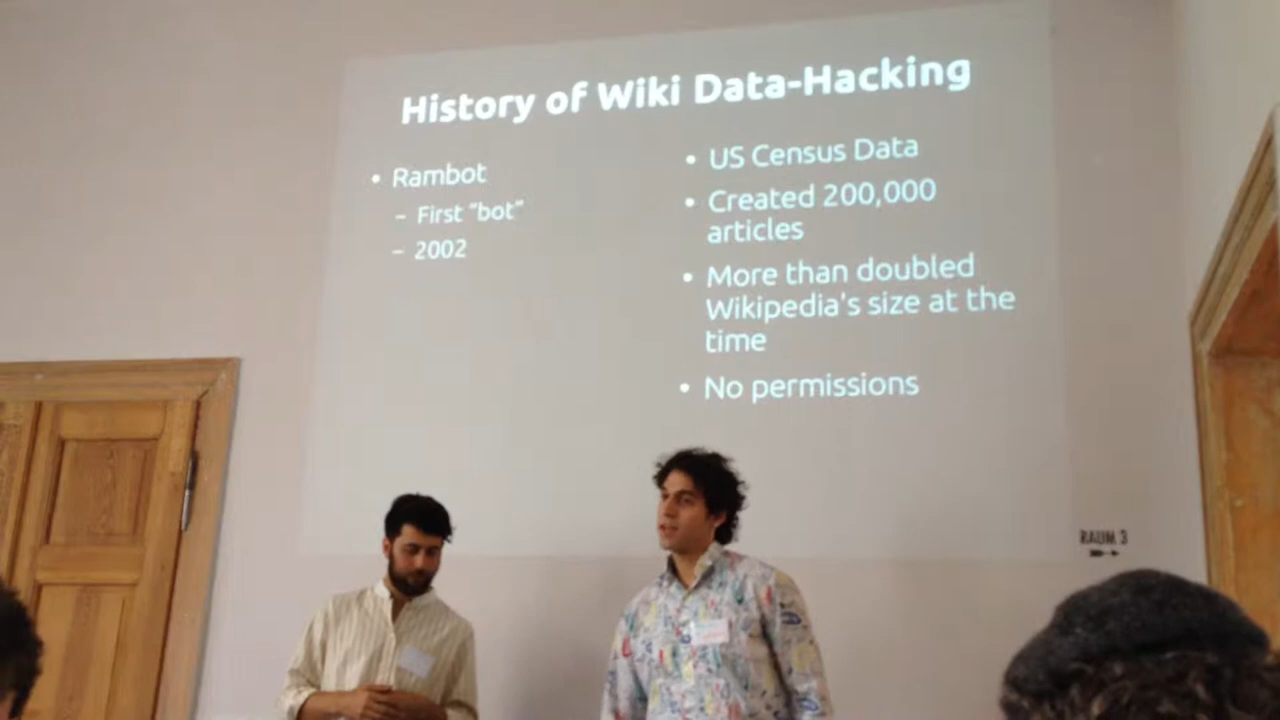 History of Wiki Data-Hacking
• Rambot
– First "bot"
– 2002
• US Census Data
• Created 200,000
articles
• More than doubled
Wikipedia's size at the
time
• No permissions
RAUM 3